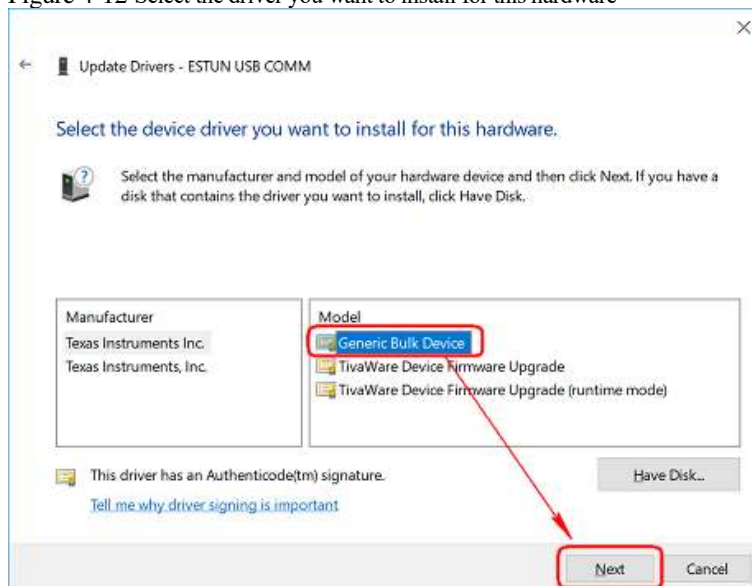 Figure 4-12 Select the driver you want to install for this hardware
Update Drivers - ESTUN USB COMM
Select the device driver you want to install for this hardware.
Select the manufacturer and model of your hardware device and then click Next. If you have a
disk that contains the driver you want to install, click Have Disk.
Manufacturer
Texas Instruments Inc.
Texas Instruments, Inc.
Model
Generic Bulk Device
TivaWare Device Firmware Upgrade
TivaWare Device Firmware Upgrade (runtime mode)
This driver has an Authenticode(tm) signature.
Have Disk...
Tell me why driver signing is important
Next
Cancel